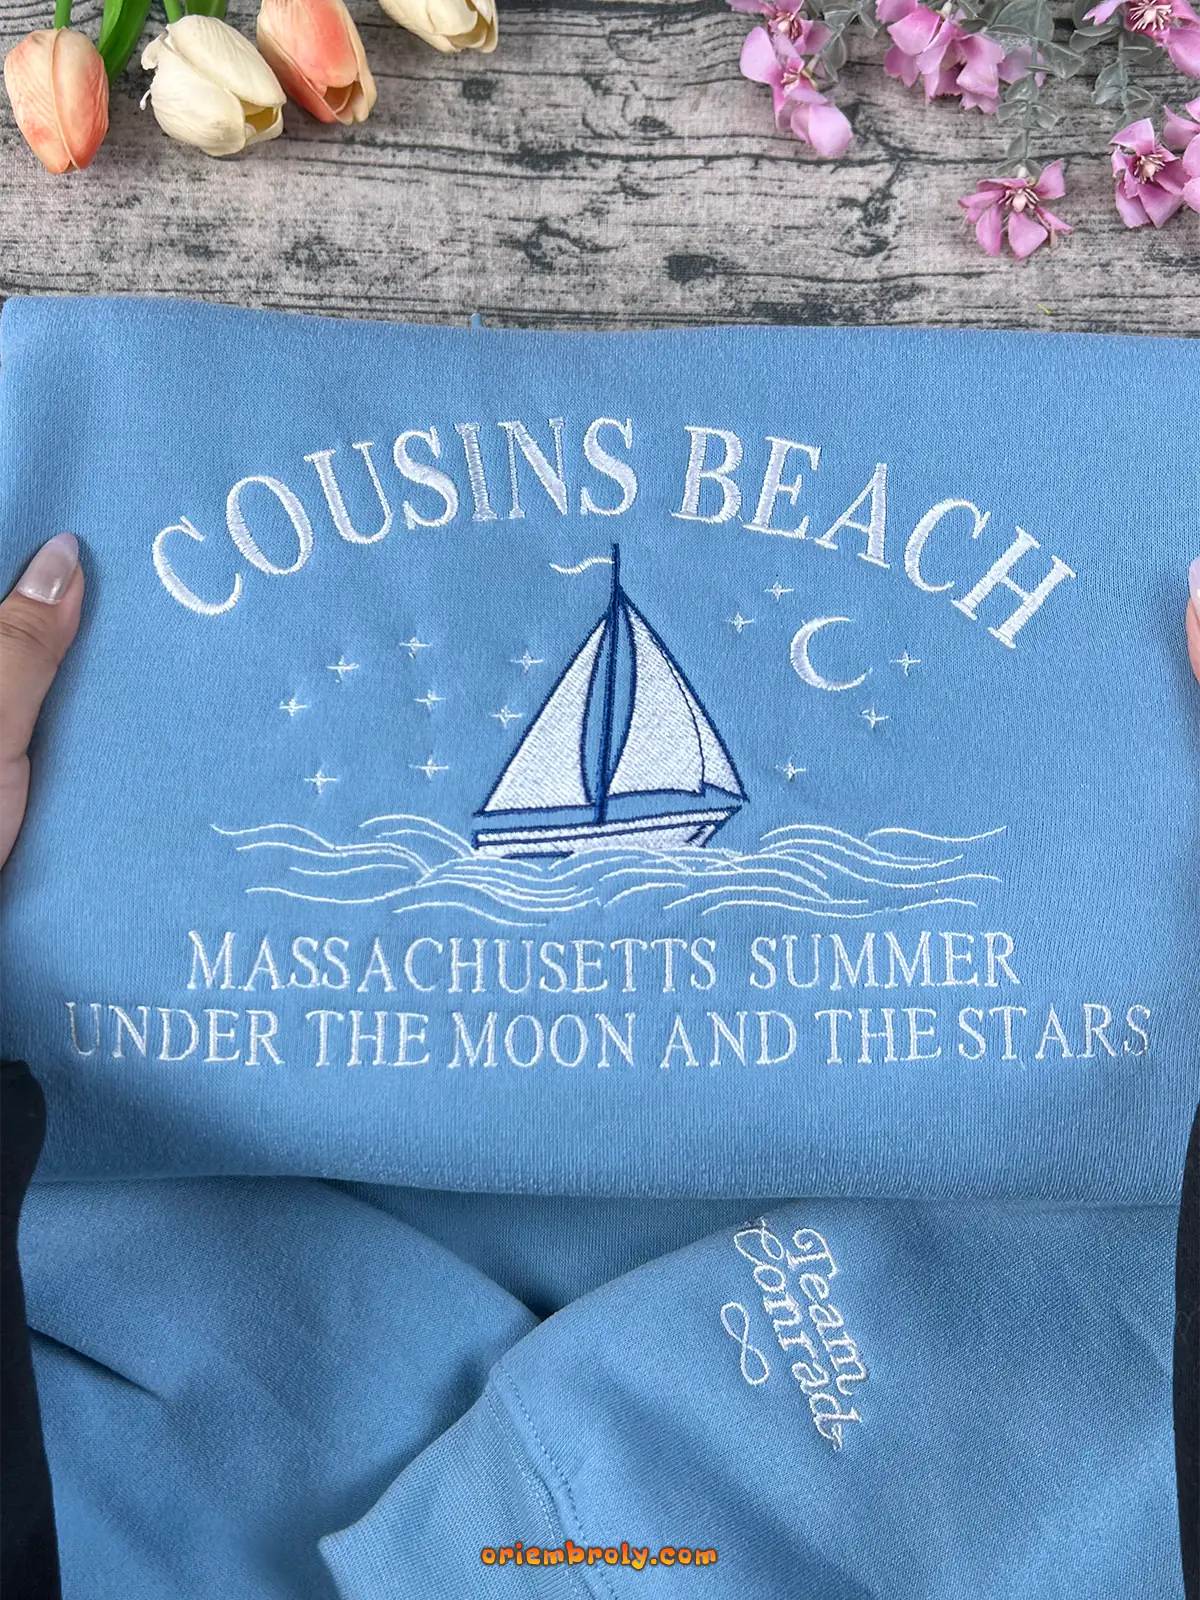 COUSINS BEACH
MASSACHUSETTS SUMMER
UNDER THE MOON AND THE STARS
Team
Conrad
oriembroly.com